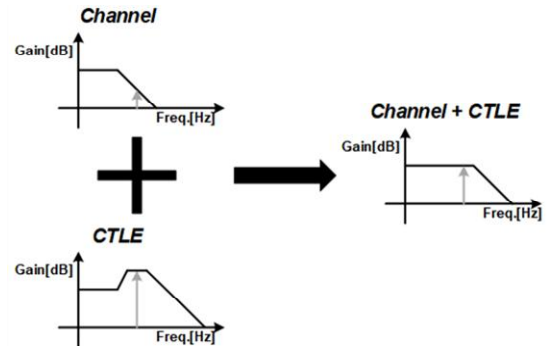 Channel
Gain[dB]
Freq.[Hz]
CTLE
Gain[dB]
Freq.[Hz]
Channel + CTLE
Gain[dB]
Freq.[Hz]